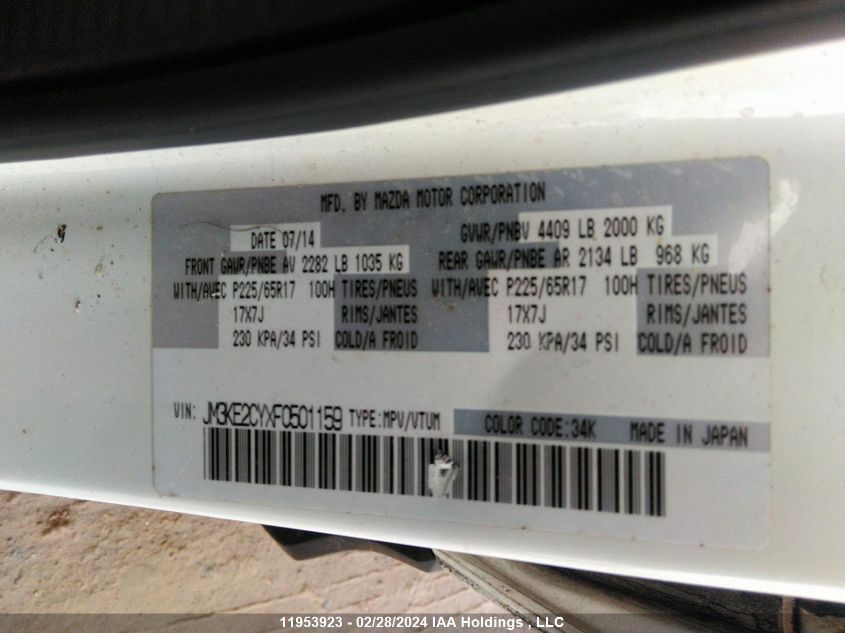 MFD. BY MAZDA MOTOR CORPORATION
DATE 07/14 GVWR/PNBV 4409 LB 2000 KG
FRONT GAWR/PNBE AV 2282 LB 1035 KG REAR GAWR/PNBE AR 2134 LB 968 KG
WITH/AVEC P225/65R17 100H TIRES/PNEUS WITH/AVEC P225/65R17 100H TIRES/PNEUS
17X7J RIMS/JANTES 17X7J RIMS/JANTES
230 KPA/34 PSI COLD/A FROID 230 KPA/34 PSI COLD/A FROID
VIN: JM3KE2CYXF0501159 TYPE:MPV/VTUM COLOR CODE:34K MADE IN JAPAN
11953923 - 02/28/2024 IAA Holdings , LLC